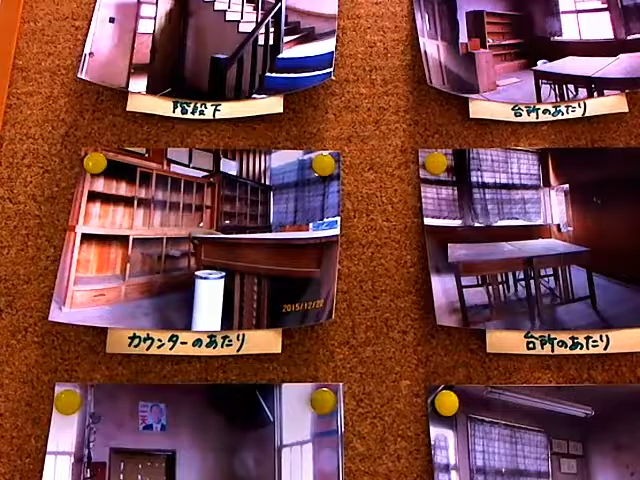 階段下
台所のあたり
カウンターのあたり
2015/12/22
台所のあたり